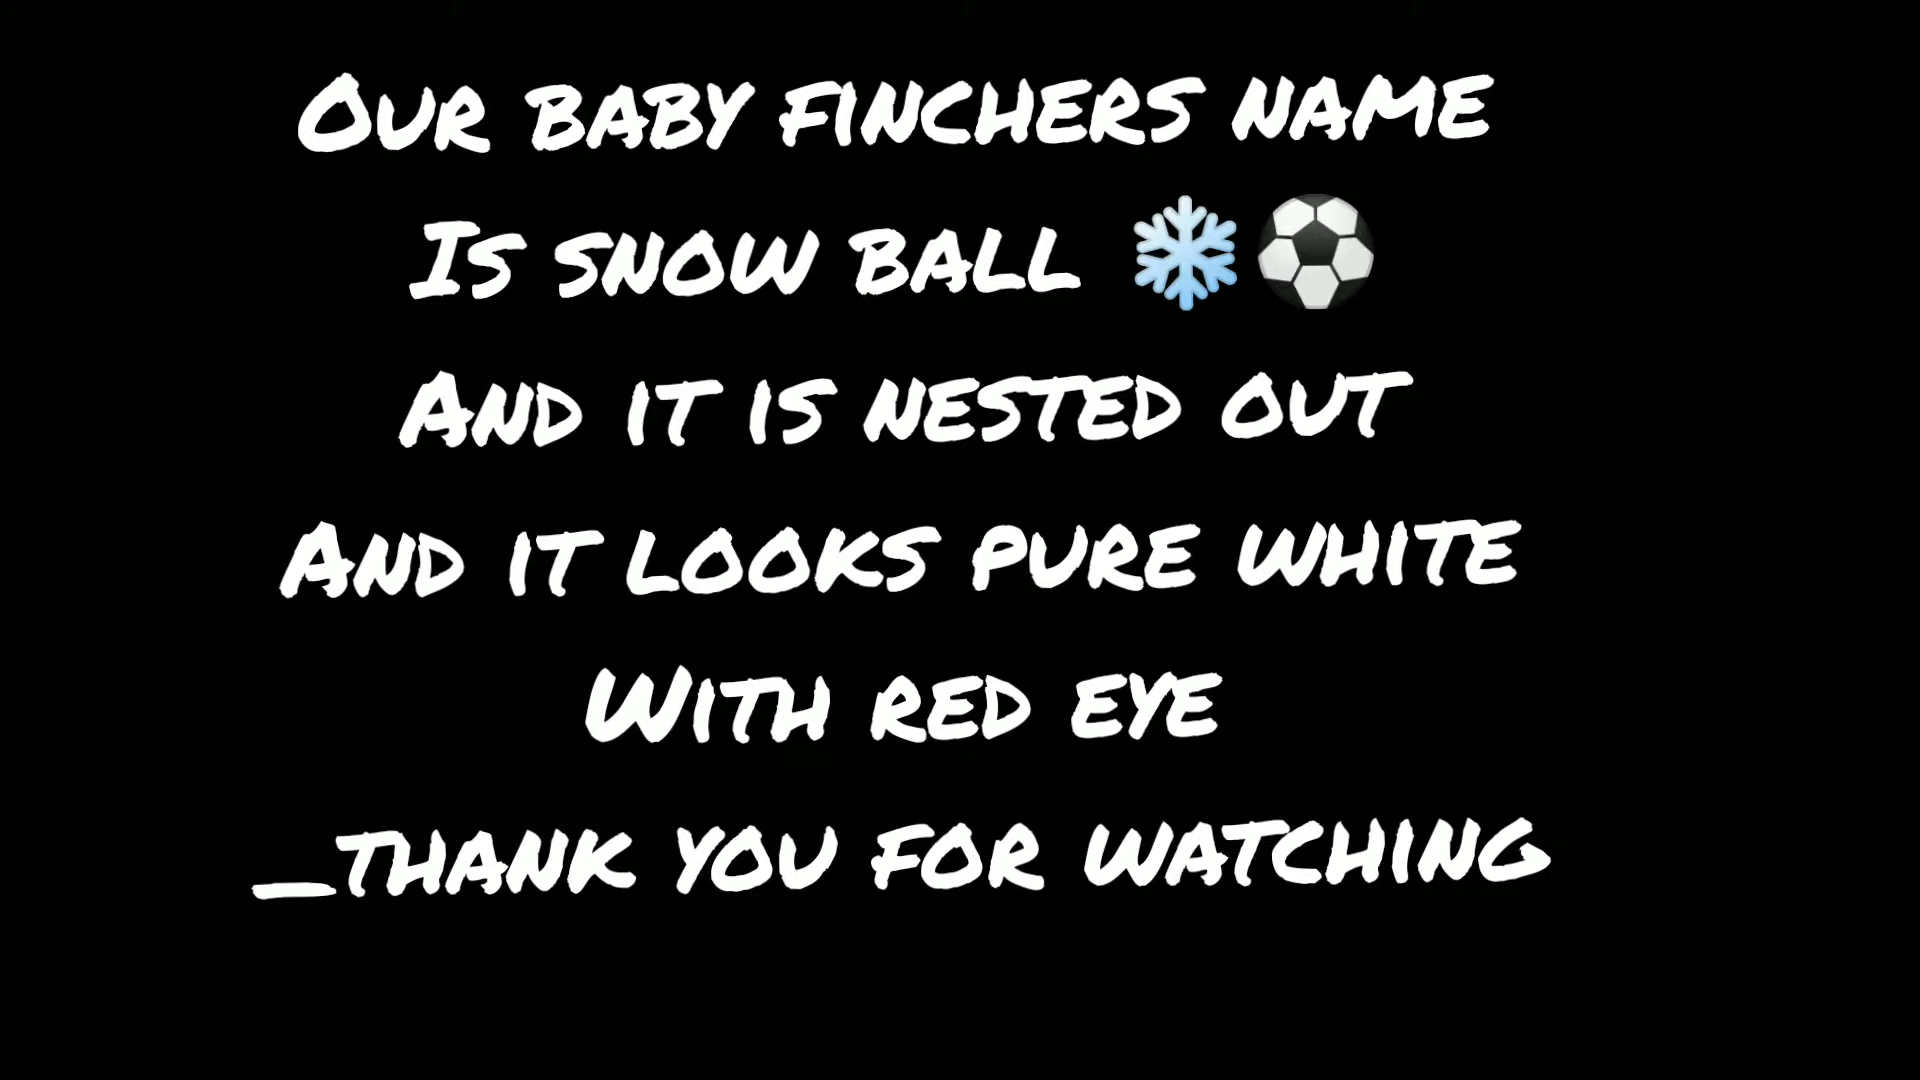 Our baby finchers name
Is snow ball ❄️⚽
And it is nested out
And it looks pure white
With red eye
_thank you for watching